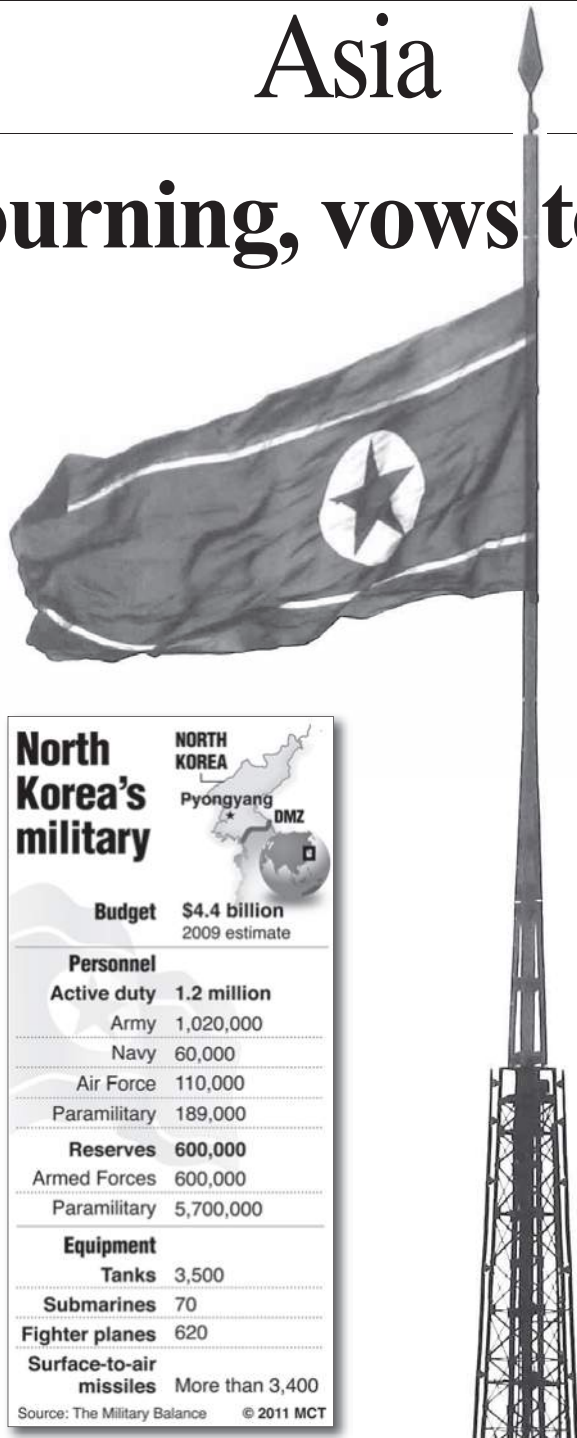 Asia
ourning, vows to
North
Korea's
military
NORTH
KOREA
Pyongyang
DMZ
Budget $4.4 billion
2009 estimate
Personnel
Active duty 1.2 million
Army 1,020,000
Navy 60,000
Air Force 110,000
Paramilitary 189,000
Reserves 600,000
Armed Forces 600,000
Paramilitary 5,700,000
Equipment
Tanks 3,500
Submarines 70
Fighter planes 620
Surface-to-air
missiles More than 3,400
Source: The Military Balance © 2011 MCT